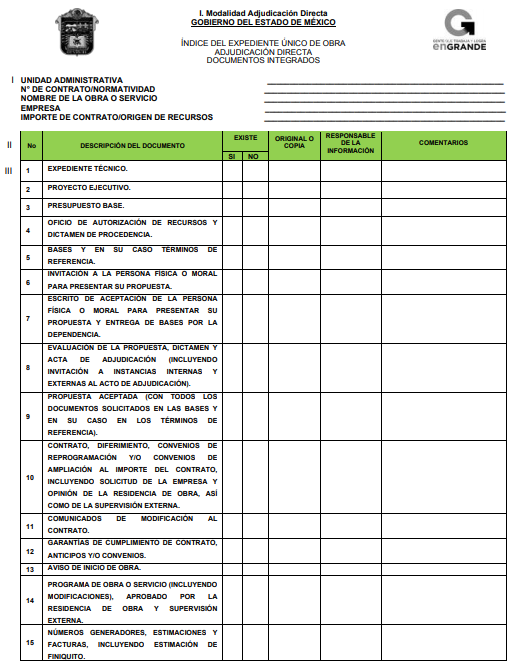 I. Modalidad Adjudicación Directa
GOBIERNO DEL ESTADO DE MÉXICO
ÍNDICE DEL EXPEDIENTE ÚNICO DE OBRA
ADJUDICACIÓN DIRECTA
DOCUMENTOS INTEGRADOS
GENTE QUE TRABAJA Y LOGRA
enGRANDE
I UNIDAD ADMINISTRATIVA
N° DE CONTRATO/NORMATIVIDAD
NOMBRE DE LA OBRA O SERVICIO
EMPRESA
IMPORTE DE CONTRATO/ORIGEN DE RECURSOS
II No DESCRIPCIÓN DEL DOCUMENTO EXISTE SI NO ORIGINAL O COPIA RESPONSABLE DE LA INFORMACIÓN COMENTARIOS
III 1 EXPEDIENTE TÉCNICO.
2 PROYECTO EJECUTIVO.
3 PRESUPUESTO BASE.
4 OFICIO DE AUTORIZACIÓN DE RECURSOS Y
DICTAMEN DE PROCEDENCIA.
5 BASES Y EN SU CASO TÉRMINOS DE
REFERENCIA.
6 INVITACIÓN A LA PERSONA FÍSICA O MORAL
PARA PRESENTAR SU PROPUESTA.
7 ESCRITO DE ACEPTACIÓN DE LA PERSONA
FÍSICA O MORAL PARA PRESENTAR SU
PROPUESTA Y ENTREGA DE BASES POR LA
DEPENDENCIA.
8 EVALUACIÓN DE LA PROPUESTA, DICTAMEN Y
ACTA DE ADJUDICACIÓN (INCLUYENDO
INVITACIÓN A INSTANCIAS INTERNAS Y
EXTERNAS AL ACTO DE ADJUDICACIÓN).
9 PROPUESTA ACEPTADA (CON TODOS LOS
DOCUMENTOS SOLICITADOS EN LAS BASES Y
EN SU CASO EN LOS TÉRMINOS DE
REFERENCIA).
10 CONTRATO, DIFERIMIENTO, CONVENIOS DE
REPROGRAMACIÓN Y/O CONVENIOS DE
AMPLIACIÓN AL IMPORTE DEL CONTRATO,
INCLUYENDO SOLICITUD DE LA EMPRESA Y
OPINIÓN DE LA RESIDENCIA DE OBRA, ASÍ
COMO DE LA SUPERVISIÓN EXTERNA.
11 COMUNICADOS DE MODIFICACIÓN AL
CONTRATO.
12 GARANTÍAS DE CUMPLIMIENTO DE CONTRATO,
ANTICIPOS Y/O CONVENIOS.
13 AVISO DE INICIO DE OBRA.
14 PROGRAMA DE OBRA O SERVICIO (INCLUYENDO
MODIFICACIONES), APROBADO POR LA
RESIDENCIA DE OBRA Y SUPERVISIÓN
EXTERNA.
15 NÚMEROS GENERADORES, ESTIMACIONES Y
FACTURAS, INCLUYENDO ESTIMACIÓN DE
FINIQUITO.